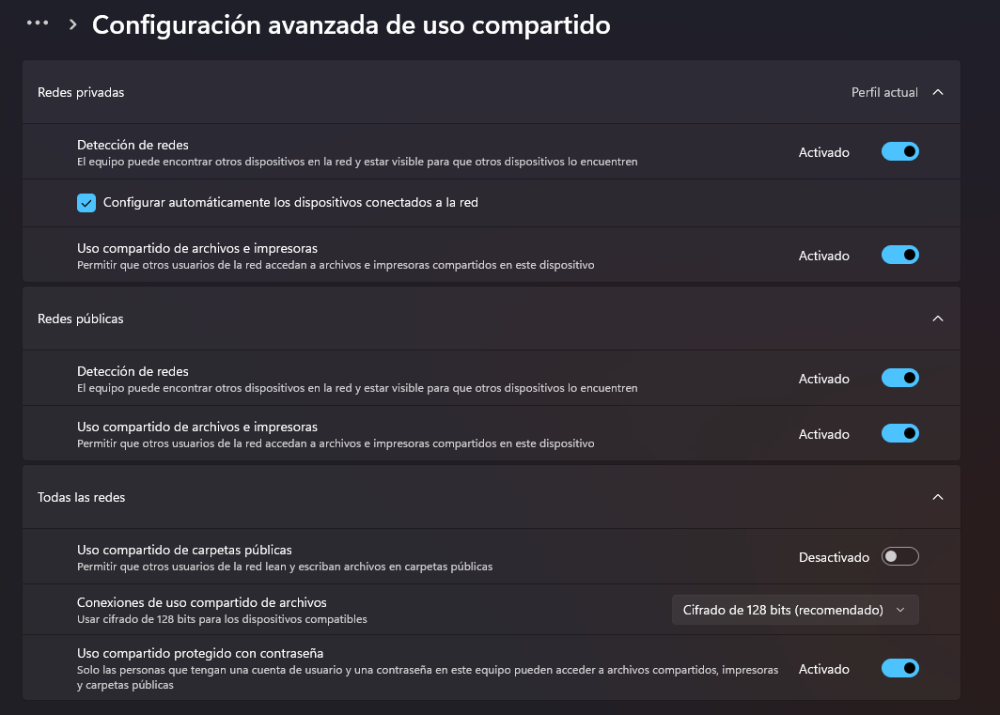 ··· > Configuración avanzada de uso compartido
Redes privadas Perfil actual
Detección de redes
El equipo puede encontrar otros dispositivos en la red y estar visible para que otros dispositivos lo encuentren
Activado
Configurar automáticamente los dispositivos conectados a la red
Uso compartido de archivos e impresoras
Permitir que otros usuarios de la red accedan a archivos e impresoras compartidos en este dispositivo
Activado
Redes públicas
Detección de redes
El equipo puede encontrar otros dispositivos en la red y estar visible para que otros dispositivos lo encuentren
Activado
Uso compartido de archivos e impresoras
Permitir que otros usuarios de la red accedan a archivos e impresoras compartidos en este dispositivo
Activado
Todas las redes
Uso compartido de carpetas públicas
Permitir que otros usuarios de la red lean y escriban archivos en carpetas públicas
Desactivado
Conexiones de uso compartido de archivos
Usar cifrado de 128 bits para los dispositivos compatibles
Cifrado de 128 bits (recomendado)
Uso compartido protegido con contraseña
Solo las personas que tengan una cuenta de usuario y una contraseña en este equipo pueden acceder a archivos compartidos, impresoras
y carpetas públicas
Activado